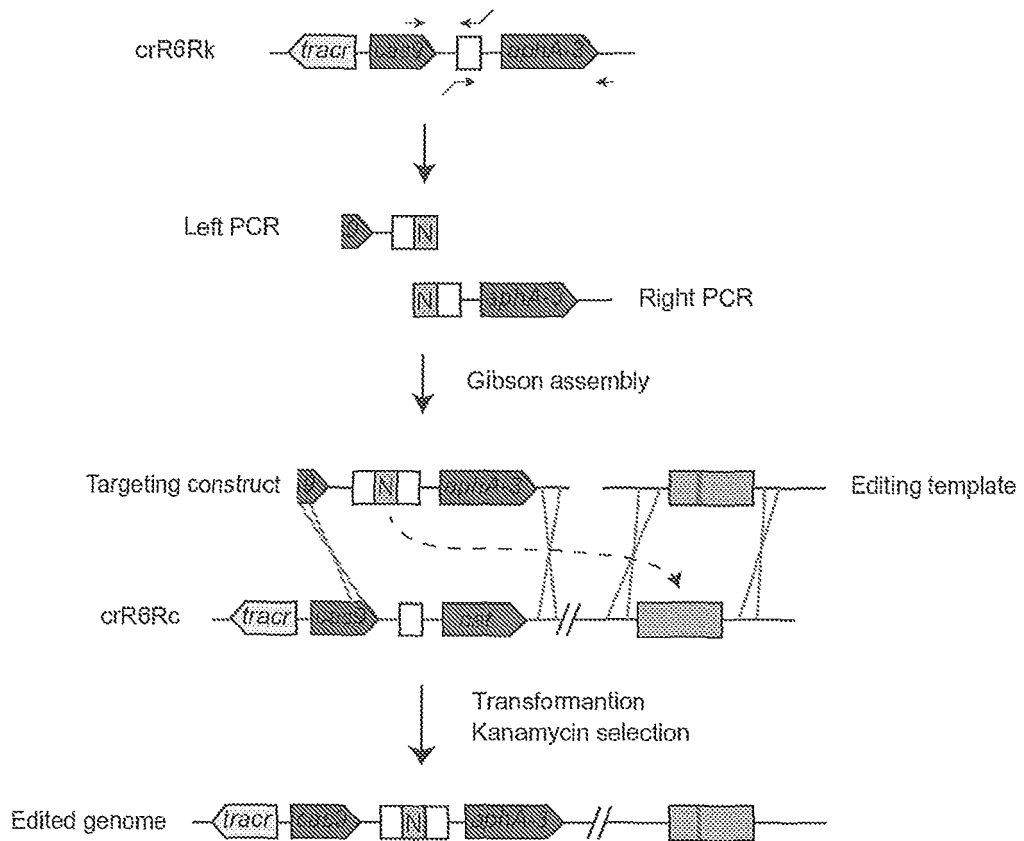 crR6Rk
tracr
Left PCR
N
N
Right PCR
Gibson assembly
Targeting construct
N
Editing template
crR6Rc
tracr
Transformantion
Kanamycin selection
Edited genome
tracr
N